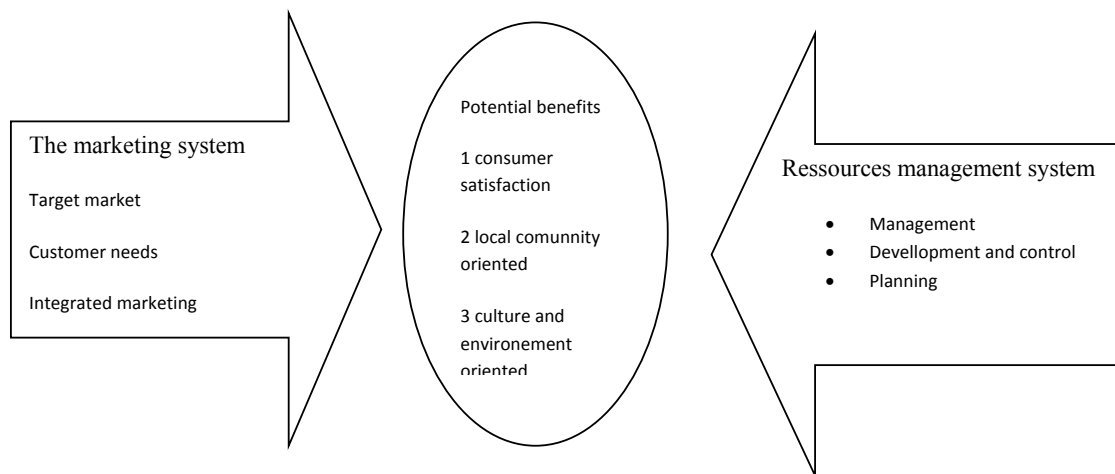 The marketing system
Target market
Customer needs
Integrated marketing
Potential benefits
1 consumer
satisfaction
2 local comunnity
oriented
3 culture and
environement
oriented
Ressources management system
• Management
• Devellopment and control
• Planning